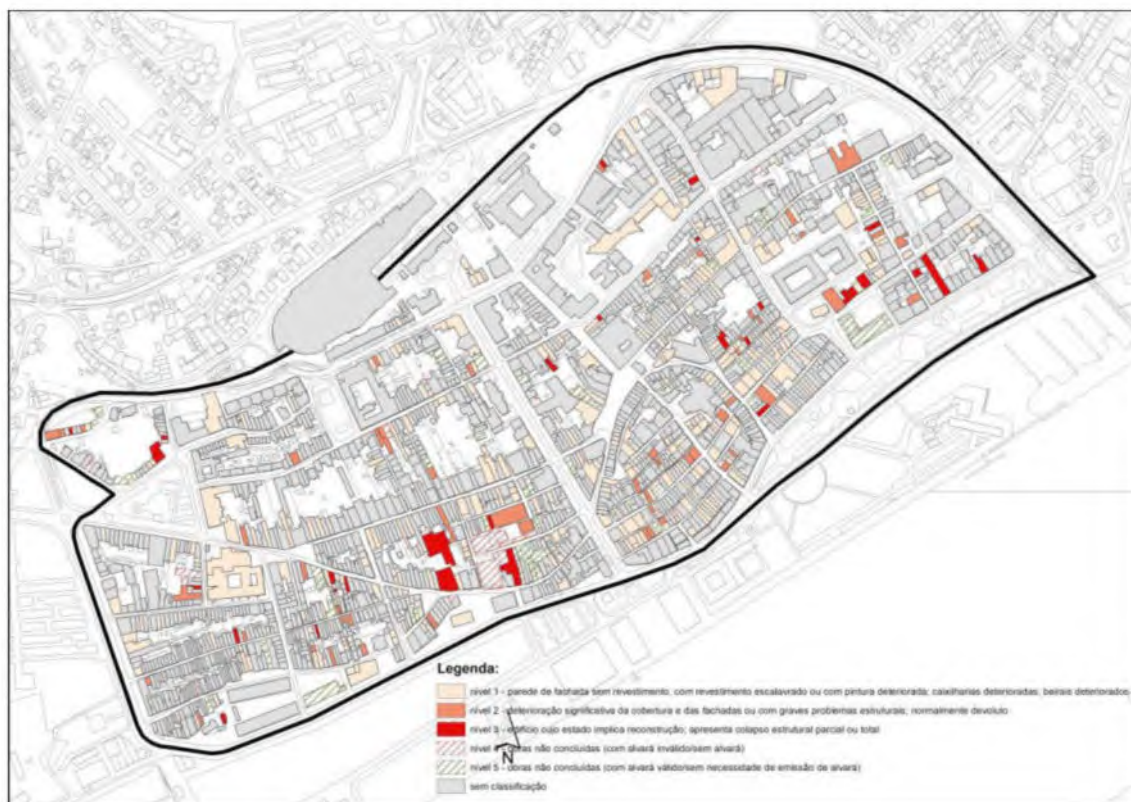 Legenda:
nível 1 - parede de fachada sem revestimento, com revestimento escalavrado ou com pintura deteriorada; caixilharias deterioradas, beirais deteriorados
nível 2 - deterioração significativa da cobertura e das fachadas ou com graves problemas estruturais; normalmente devoluto
nível 3 - edifício cujo estado implica reconstrução; apresenta colapso estrutural parcial ou total
nível 4 - obras não concluídas (com alvará inválido/sem alvará)
nível 5 - obras não concluídas (com alvará válido/sem necessidade de emissão de alvará)
sem classificação
N